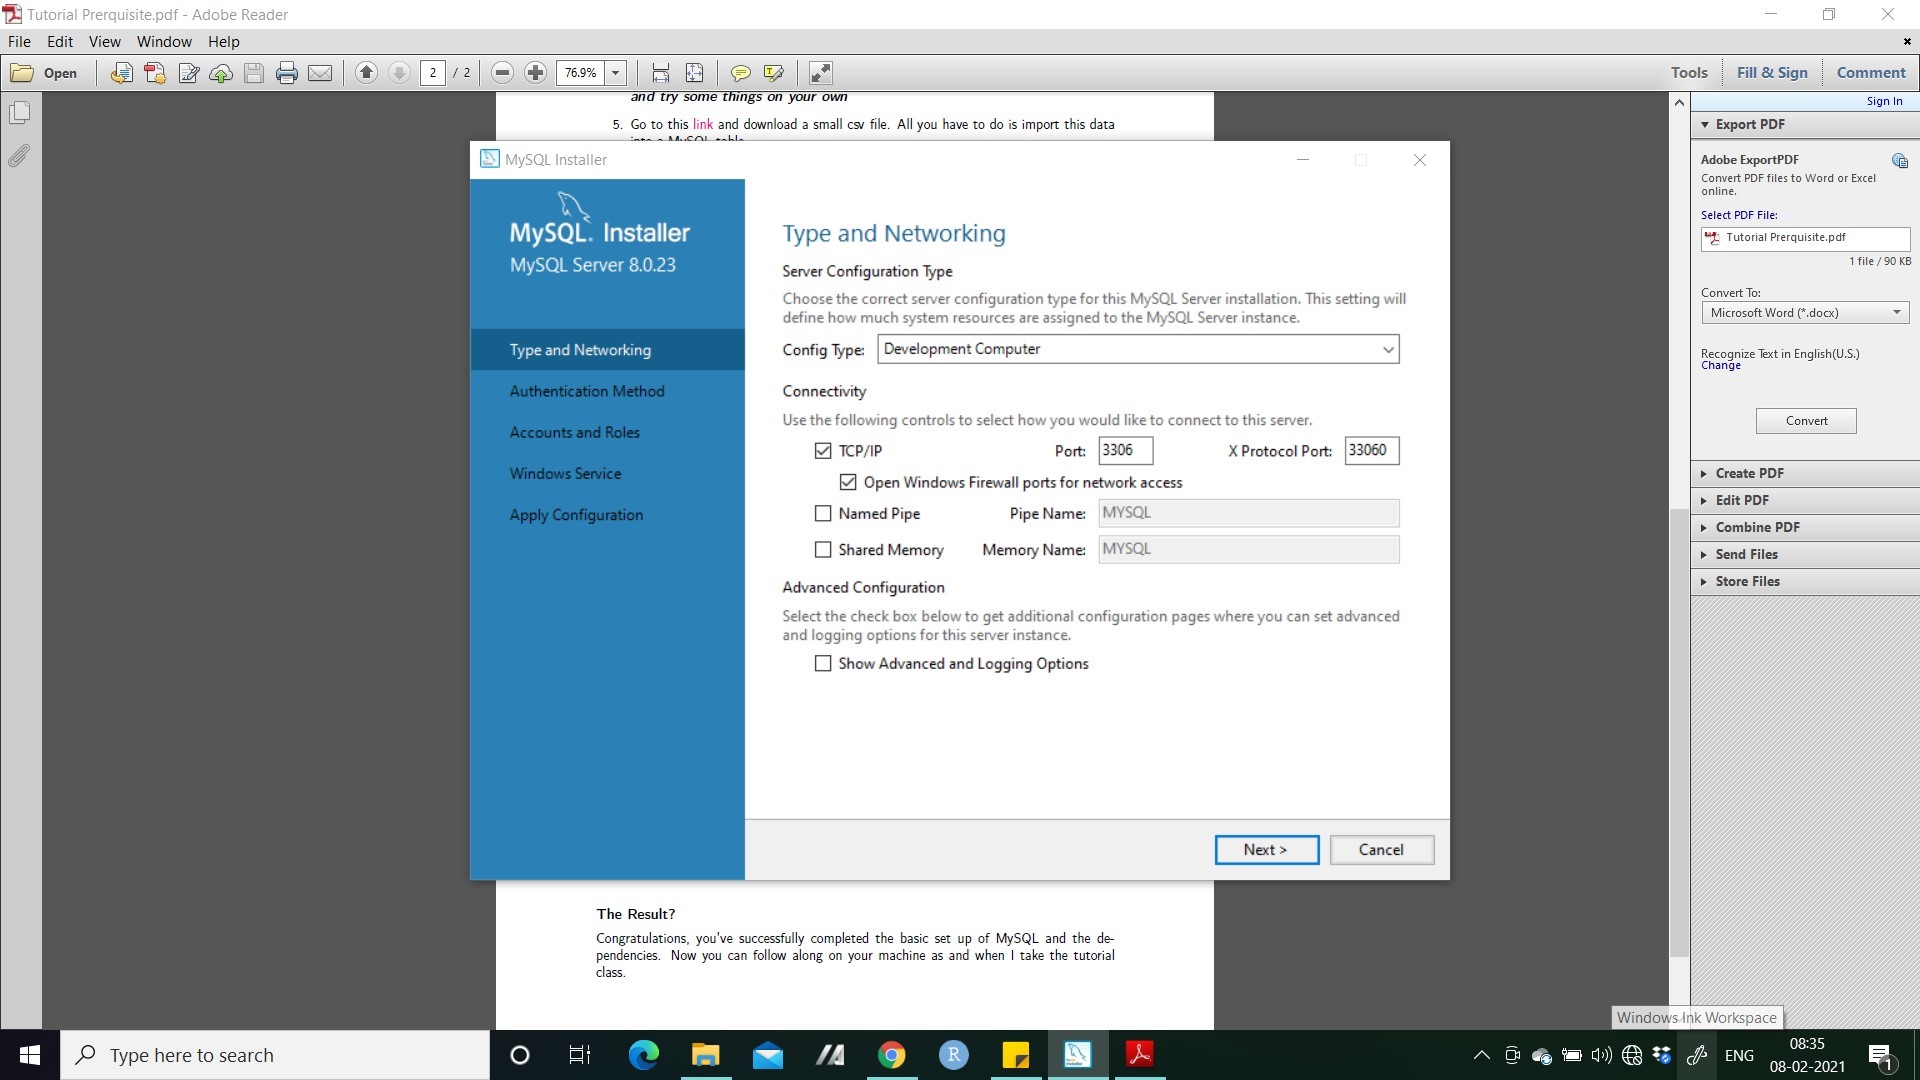 Tutorial Prerquisite.pdf - Adobe Reader
File Edit View Window Help
Open 2 / 2 76.9% Tools Fill & Sign Comment
Sign In
Export PDF
Adobe ExportPDF
Convert PDF files to Word or Excel
online.
Select PDF File:
Tutorial Prerquisite.pdf
1 file / 90 KB
Convert To:
Microsoft Word (*.docx)
Recognize Text in English(U.S.)
Change
Convert
Create PDF
Edit PDF
Combine PDF
Send Files
Store Files
and try some things on your own
5. Go to this link and download a small csv file. All you have to do is import this data
into a MySQL table
MySQL Installer
MySQL. Installer
MySQL Server 8.0.23
Type and Networking
Authentication Method
Accounts and Roles
Windows Service
Apply Configuration
Type and Networking
Server Configuration Type
Choose the correct server configuration type for this MySQL Server installation. This setting will
define how much system resources are assigned to the MySQL Server instance.
Config Type: Development Computer
Connectivity
Use the following controls to select how you would like to connect to this server.
TCP/IP Port: 3306 X Protocol Port: 33060
Open Windows Firewall ports for network access
Named Pipe Pipe Name: MYSQL
Shared Memory Memory Name: MYSQL
Advanced Configuration
Select the check box below to get additional configuration pages where you can set advanced
and logging options for this server instance.
Show Advanced and Logging Options
Next > Cancel
The Result?
Congratulations, you've successfully completed the basic set up of MySQL and the de-
pendencies. Now you can follow along on your machine as and when I take the tutorial
class.
Windows Ink Workspace
Type here to search
R
ENG
08:35
08-02-2021
1